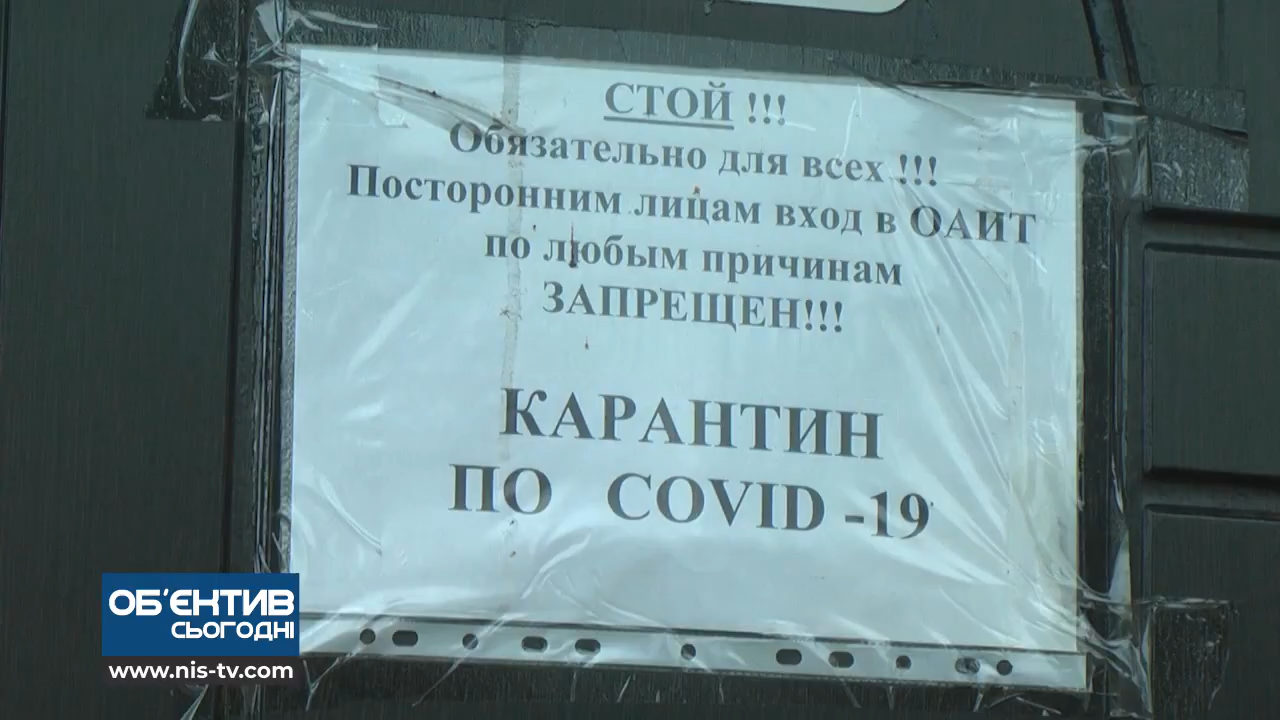 СТОЙ !!!
Обязательно для всех !!!
Посторонним лицам вход в ОАИТ
по любым причинам
ЗАПРЕЩЕН!!!
КАРАНТИН
ПО COVID -19
ОБ'ЄКТИВ
СЬОГОДНІ
www.nis-tv.com